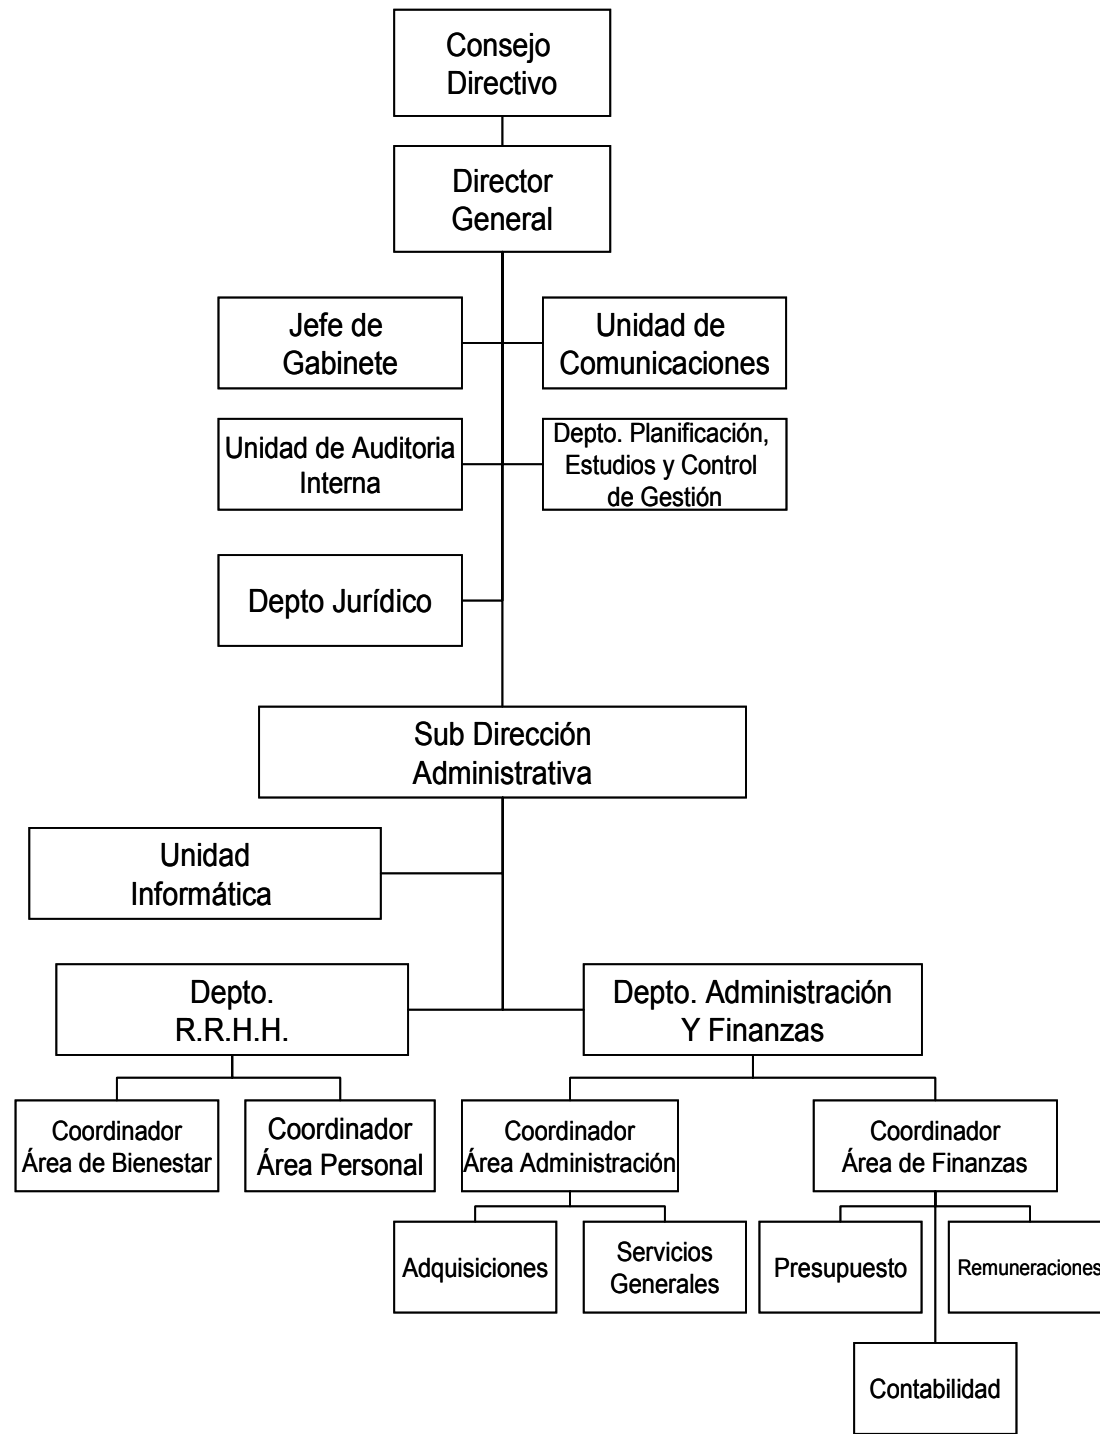 Consejo
Directivo
Director
General
Jefe de
Gabinete
Unidad de
Comunicaciones
Unidad de Auditoria
Interna
Depto. Planificación,
Estudios y Control
de Gestión
Depto Jurídico
Sub Dirección
Administrativa
Unidad
Informática
Depto.
R.R.H.H.
Depto. Administración
Y Finanzas
Coordinador
Área de Bienestar
Coordinador
Área Personal
Coordinador
Área Administración
Coordinador
Área de Finanzas
Adquisiciones
Servicios
Generales
Presupuesto
Remuneraciones
Contabilidad